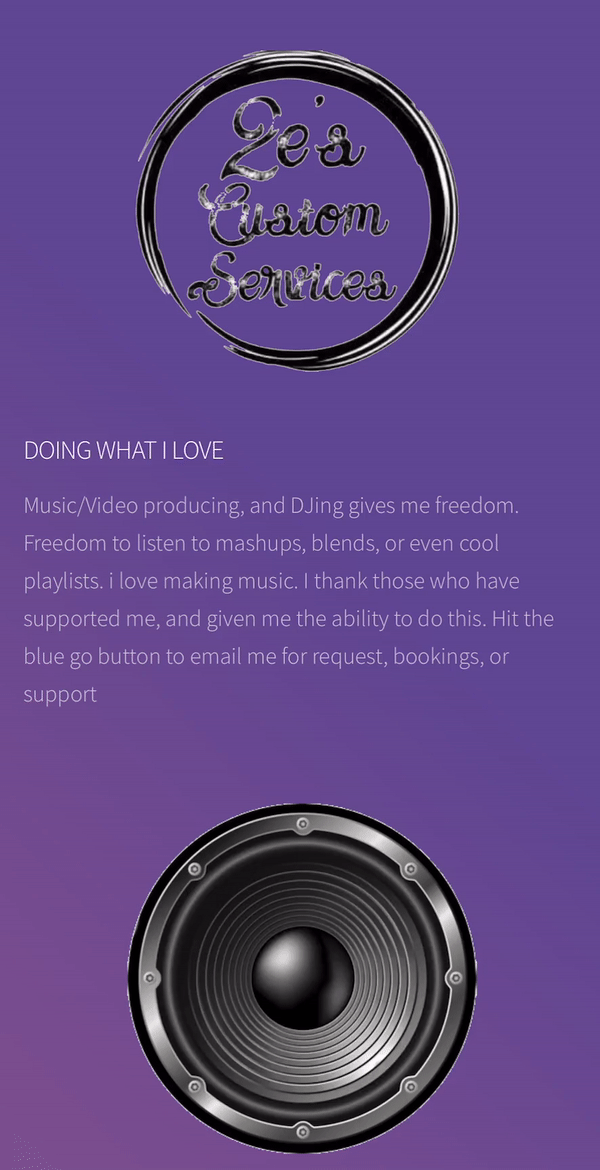 Ze's
Custom
Services
DOING WHAT I LOVE
Music/Video producing, and DJing gives me freedom.
Freedom to listen to mashups, blends, or even cool
playlists. i love making music. I thank those who have
supported me, and given me the ability to do this. Hit the
blue go button to email me for request, bookings, or
support